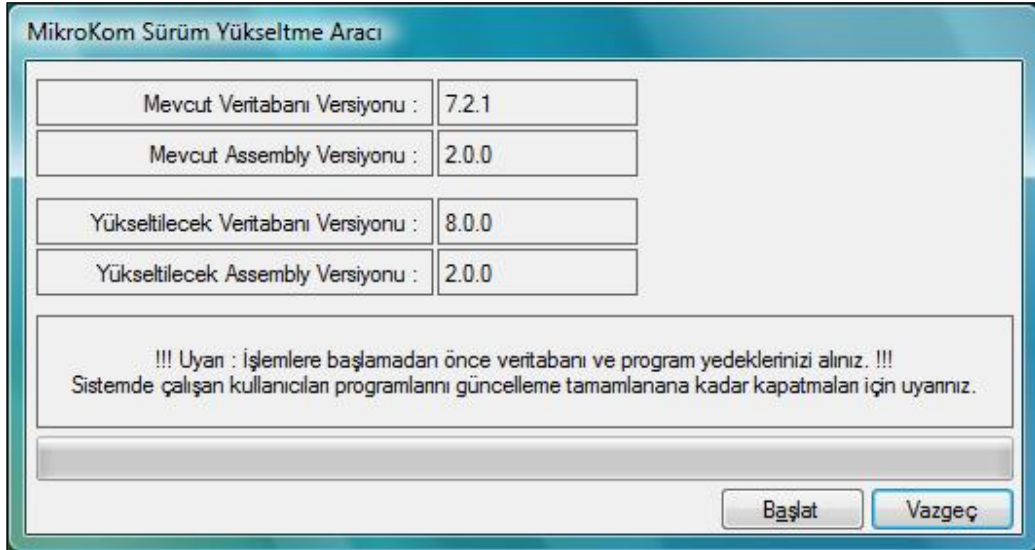 MikroKom Sürüm Yükseltme Aracı
Mevcut Veritabanı Versiyonu : 7.2.1
Mevcut Assembly Versiyonu : 2.0.0
Yükseltilecek Veritabanı Versiyonu : 8.0.0
Yükseltilecek Assembly Versiyonu : 2.0.0
!!! Uyarı : İşlemlere başlamadan önce veritabanı ve program yedeklerinizi alınız. !!!
Sistemde çalışan kullanıcıları programlarını güncelleme tamamlanana kadar kapatmaları için uyarınız.
Başlat Vazgeç